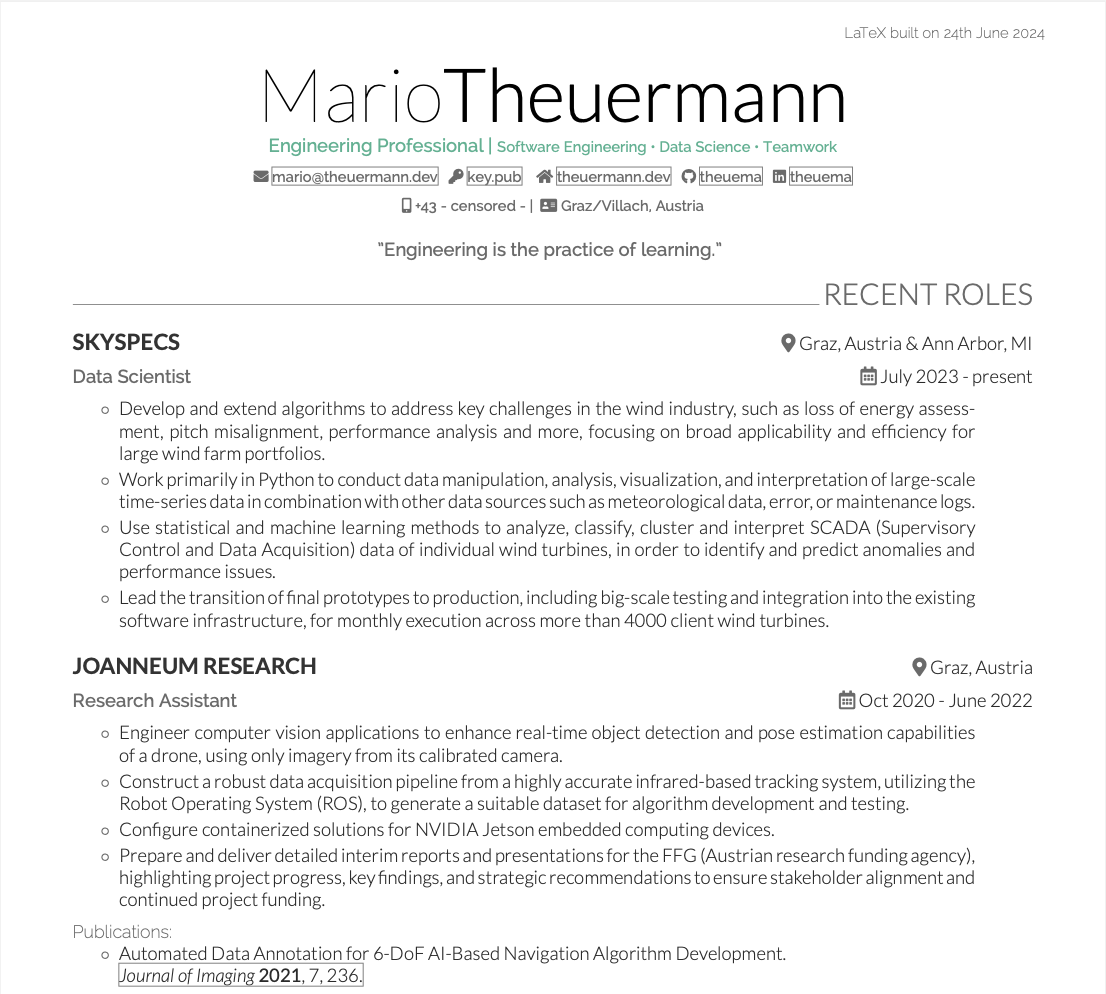 LaTeX built on 24th June 2024
MarioTheuermann
Engineering Professional | Software Engineering • Data Science • Teamwork
mario@theuermann.dev key.pub theuermann.dev theuema theuema
+43 - censored - | Graz/Villach, Austria
"Engineering is the practice of learning."
RECENT ROLES
SKYSPECS Graz, Austria & Ann Arbor, MI
Data Scientist July 2023 - present
◦ Develop and extend algorithms to address key challenges in the wind industry, such as loss of energy assess-
ment, pitch misalignment, performance analysis and more, focusing on broad applicability and efficiency for
large wind farm portfolios.
◦ Work primarily in Python to conduct data manipulation, analysis, visualization, and interpretation of large-scale
time-series data in combination with other data sources such as meteorological data, error, or maintenance logs.
◦ Use statistical and machine learning methods to analyze, classify, cluster and interpret SCADA (Supervisory
Control and Data Acquisition) data of individual wind turbines, in order to identify and predict anomalies and
performance issues.
◦ Lead the transition of final prototypes to production, including big-scale testing and integration into the existing
software infrastructure, for monthly execution across more than 4000 client wind turbines.
JOANNEUM RESEARCH Graz, Austria
Research Assistant Oct 2020 - June 2022
◦ Engineer computer vision applications to enhance real-time object detection and pose estimation capabilities
of a drone, using only imagery from its calibrated camera.
◦ Construct a robust data acquisition pipeline from a highly accurate infrared-based tracking system, utilizing the
Robot Operating System (ROS), to generate a suitable dataset for algorithm development and testing.
◦ Configure containerized solutions for NVIDIA Jetson embedded computing devices.
◦ Prepare and deliver detailed interim reports and presentations for the FFG (Austrian research funding agency),
highlighting project progress, key findings, and strategic recommendations to ensure stakeholder alignment and
continued project funding.
Publications:
◦ Automated Data Annotation for 6-DoF AI-Based Navigation Algorithm Development.
Journal of Imaging 2021, 7, 236.